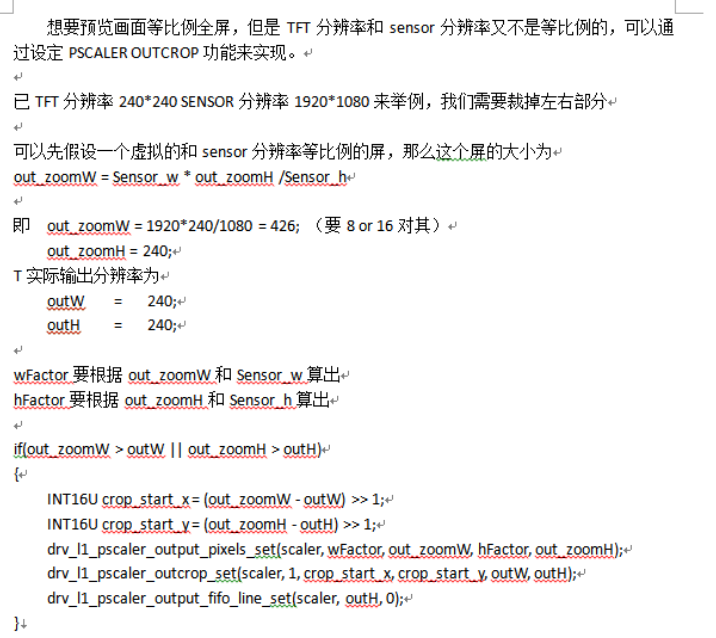 想要预览画面等比例全屏，但是 TFT 分辨率和 sensor 分辨率又不是等比例的，可以通
过设定 PSCALER OUTCROP 功能来实现。
已 TFT 分辨率 240*240 SENSOR 分辨率 1920*1080 来举例，我们需要裁掉左右部分
可以先假设一个虚拟的和 sensor 分辨率等比例的屏，那么这个屏的大小为
out_zoomW = Sensor_w * out_zoomH /Sensor_h
即 out_zoomW = 1920*240/1080 = 426; （要 8 or 16 对其）
out_zoomH = 240;
T 实际输出分辨率为
outW = 240;
outH = 240;
wFactor 要根据 out_zoomW 和 Sensor_w 算出
hFactor 要根据 out_zoomH 和 Sensor_h 算出
if(out_zoomW > outW || out_zoomH > outH)
{
INT16U crop_start_x = (out_zoomW - outW) >> 1;
INT16U crop_start_y = (out_zoomH - outH) >> 1;
drv_l1_pscaler_output_pixels_set(scaler, wFactor, out_zoomW, hFactor, out_zoomH);
drv_l1_pscaler_outcrop_set(scaler, 1, crop_start_x, crop_start_y, outW, outH);
drv_l1_pscaler_output_fifo_line_set(scaler, outH, 0);
}